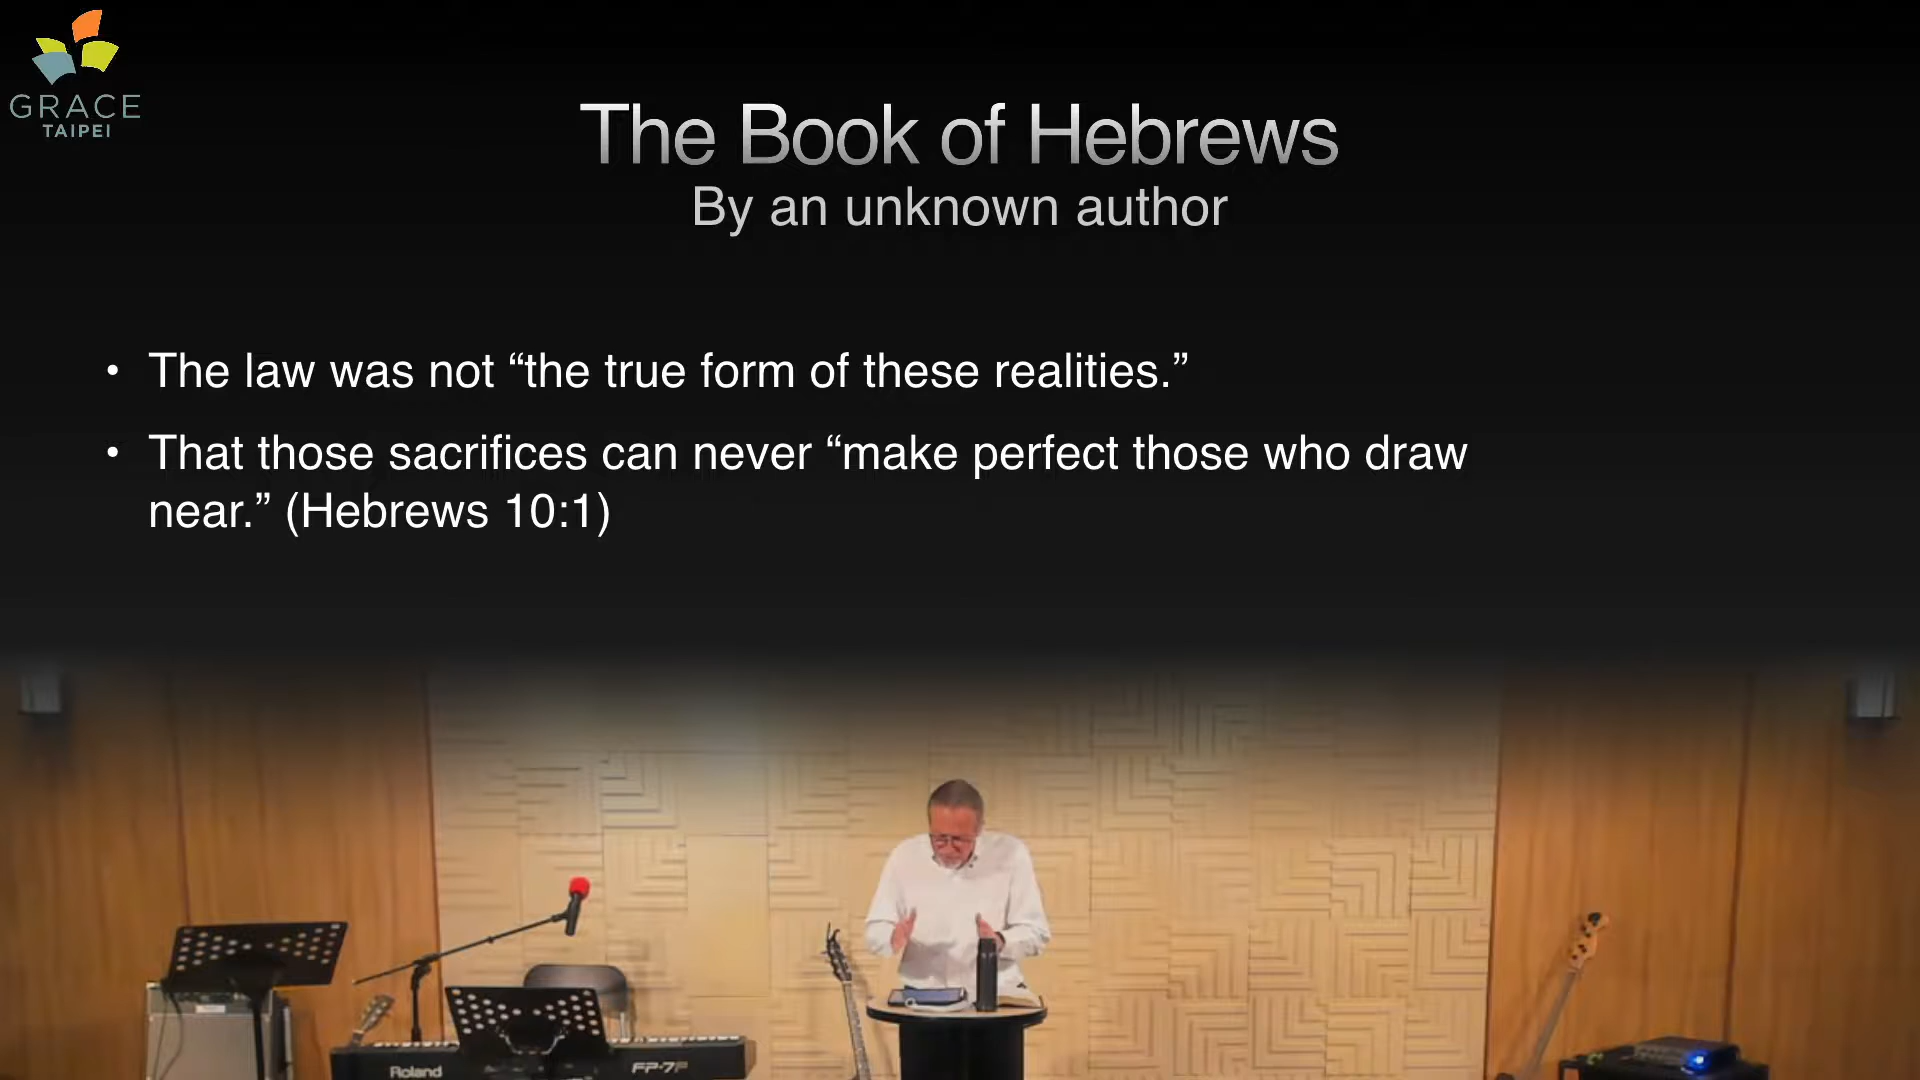 GRACE
TAIPEI
The Book of Hebrews
By an unknown author
• The law was not “the true form of these realities.”
• That those sacrifices can never “make perfect those who draw
near.” (Hebrews 10:1)
Roland
FP-7F